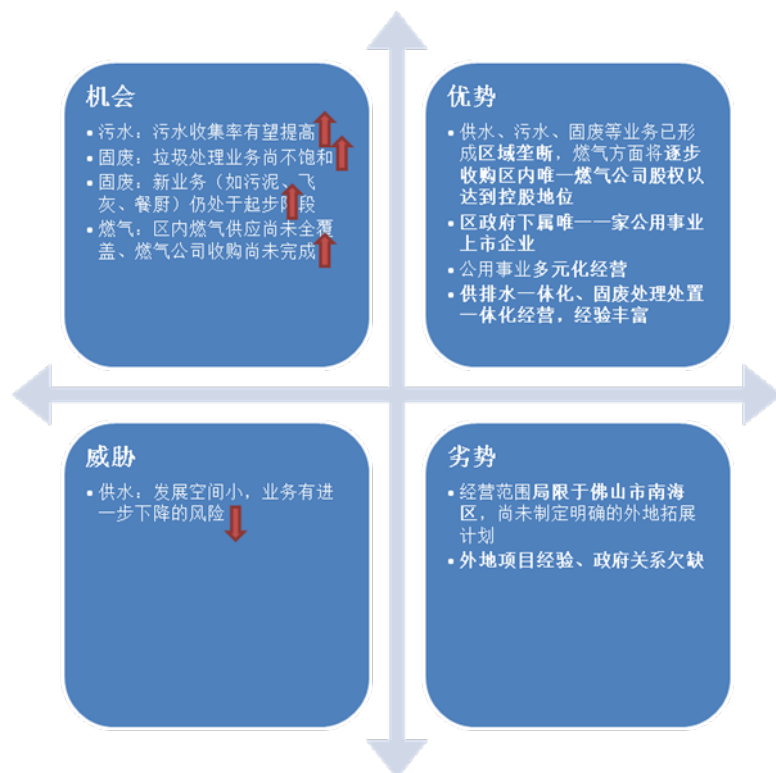 机会
▪ 污水：污水收集率有望提高
▪ 固废：垃圾处理业务尚不饱和
▪ 固废：新业务（如污泥、飞
灰、餐厨）仍处于起步阶段
▪ 燃气：区内燃气供应尚未全覆
盖、燃气公司收购尚未完成
优势
▪ 供水、污水、固废等业务已形
成区域垄断，燃气方面将逐步
收购区内唯一燃气公司股权以
达到控股地位
▪ 区政府下属唯一一家公用事业
上市企业
▪ 公用事业多元化经营
▪ 供排水一体化、固废处理处置
一体化经营，经验丰富
威胁
▪ 供水：发展空间小，业务有进
一步下降的风险
劣势
▪ 经营范围局限于佛山市南海
区，尚未制定明确的外地拓展
计划
▪ 外地项目经验、政府关系欠缺